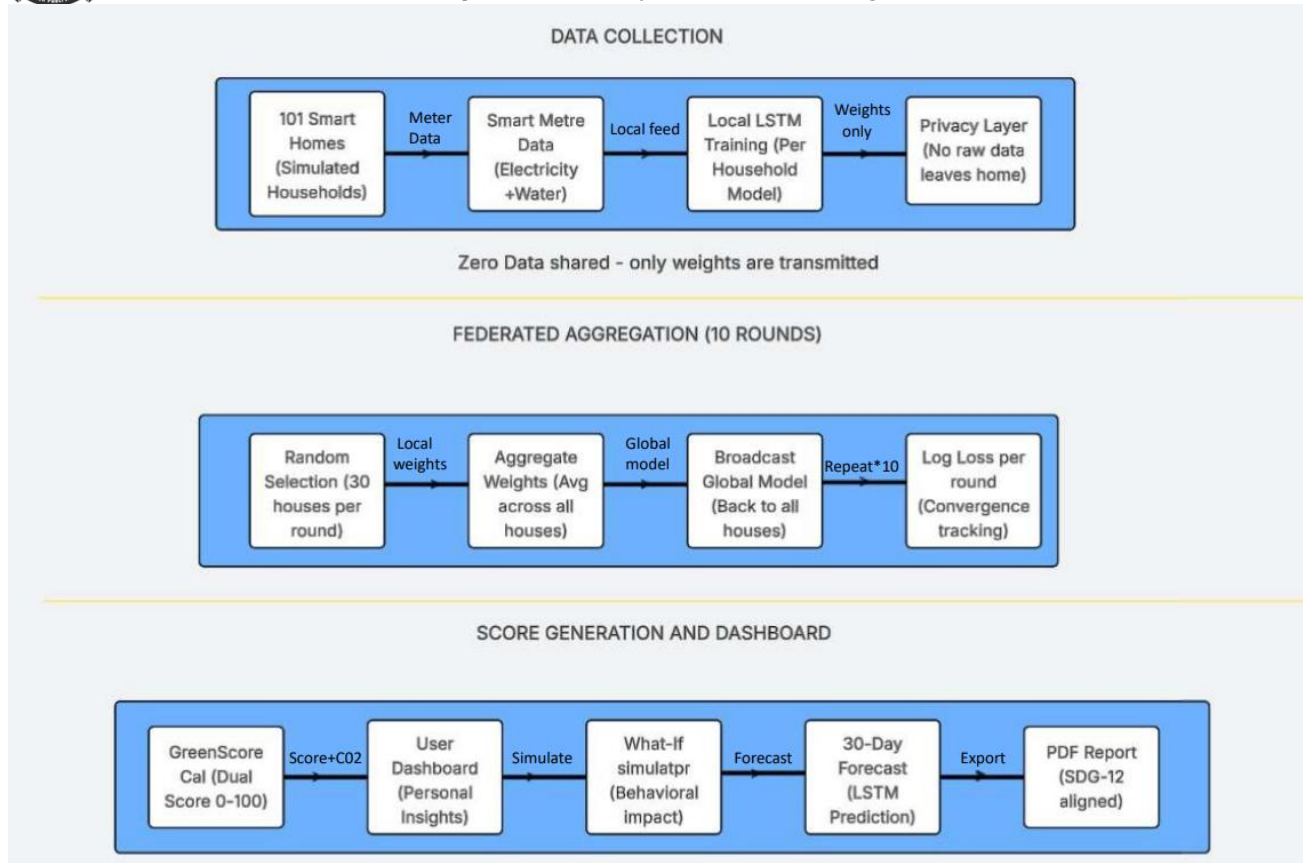 DATA COLLECTION
101 Smart
Homes
(Simulated
Households)
Meter
Data
Smart Metre
Data
(Electricity
+Water)
Local feed
Local LSTM
Training (Per
Household
Model)
Weights
only
Privacy Layer
(No raw data
leaves home)
Zero Data shared - only weights are transmitted
FEDERATED AGGREGATION (10 ROUNDS)
Random
Selection (30
houses per
round)
Local
weights
Aggregate
Weights (Avg
across all
houses)
Global
model
Broadcast
Global Model
(Back to all
houses)
Repeat*10
Log Loss per
round
(Convergence
tracking)
SCORE GENERATION AND DASHBOARD
GreenScore
Cal (Dual
Score 0-100)
Score+C02
User
Dashboard
(Personal
Insights)
Simulate
What-If
simulatpr
(Behavioral
impact)
Forecast
30-Day
Forecast
(LSTM
Prediction)
Export
PDF Report
(SDG-12
aligned)